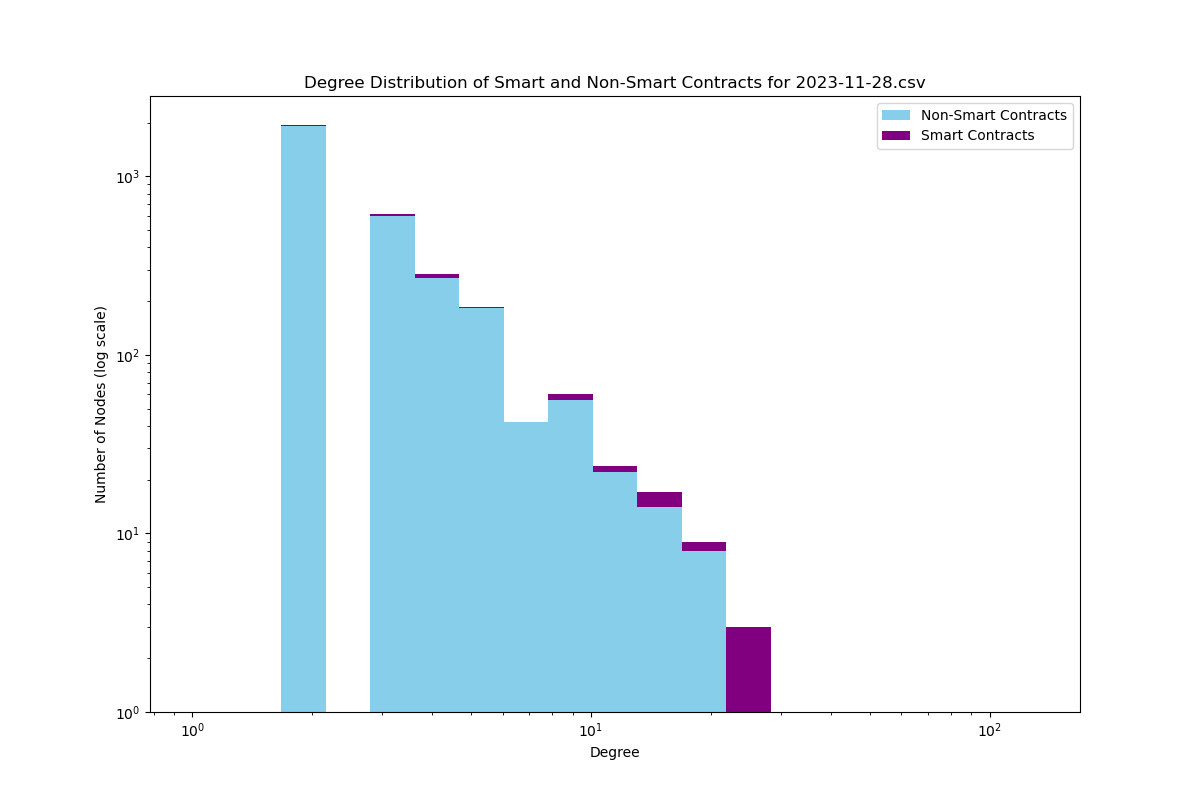 Degree Distribution of Smart and Non-Smart Contracts for 2023-11-28.csv
Non-Smart Contracts
Smart Contracts
Number of Nodes (log scale)
10³
10²
10¹
10⁰
10⁰ 10¹ 10²
Degree